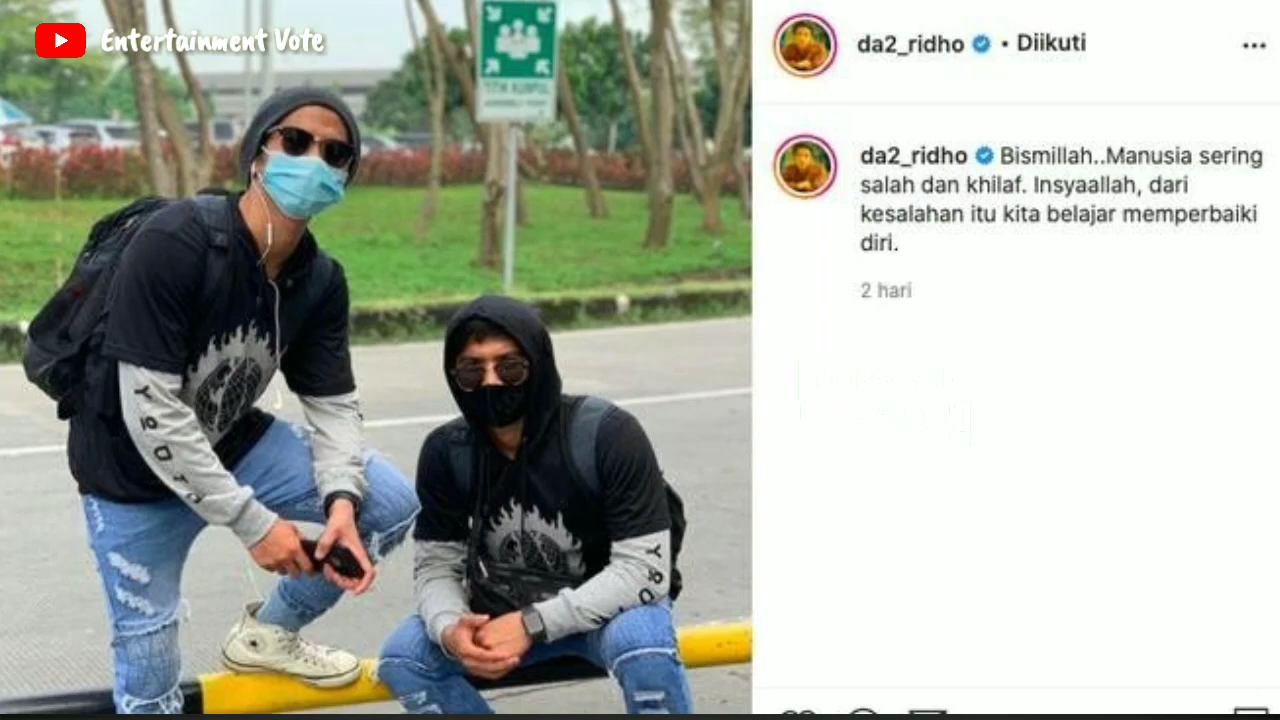 Entertainment Vote
TITIK KUMPUL
da2_ridho • Diikuti
da2_ridho Bismillah..Manusia sering
salah dan khilaf. Insyaallah, dari
kesalahan itu kita belajar memperbaiki
diri.
2 hari